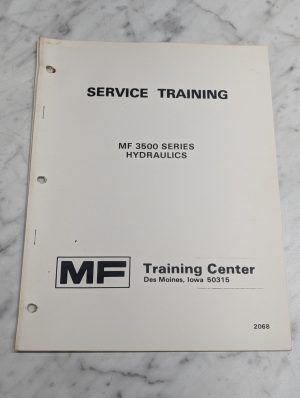 SERVICE TRAINING
MF 3500 SERIES
HYDRAULICS
MF
Training Center
Des Moines, Iowa 50315
2068